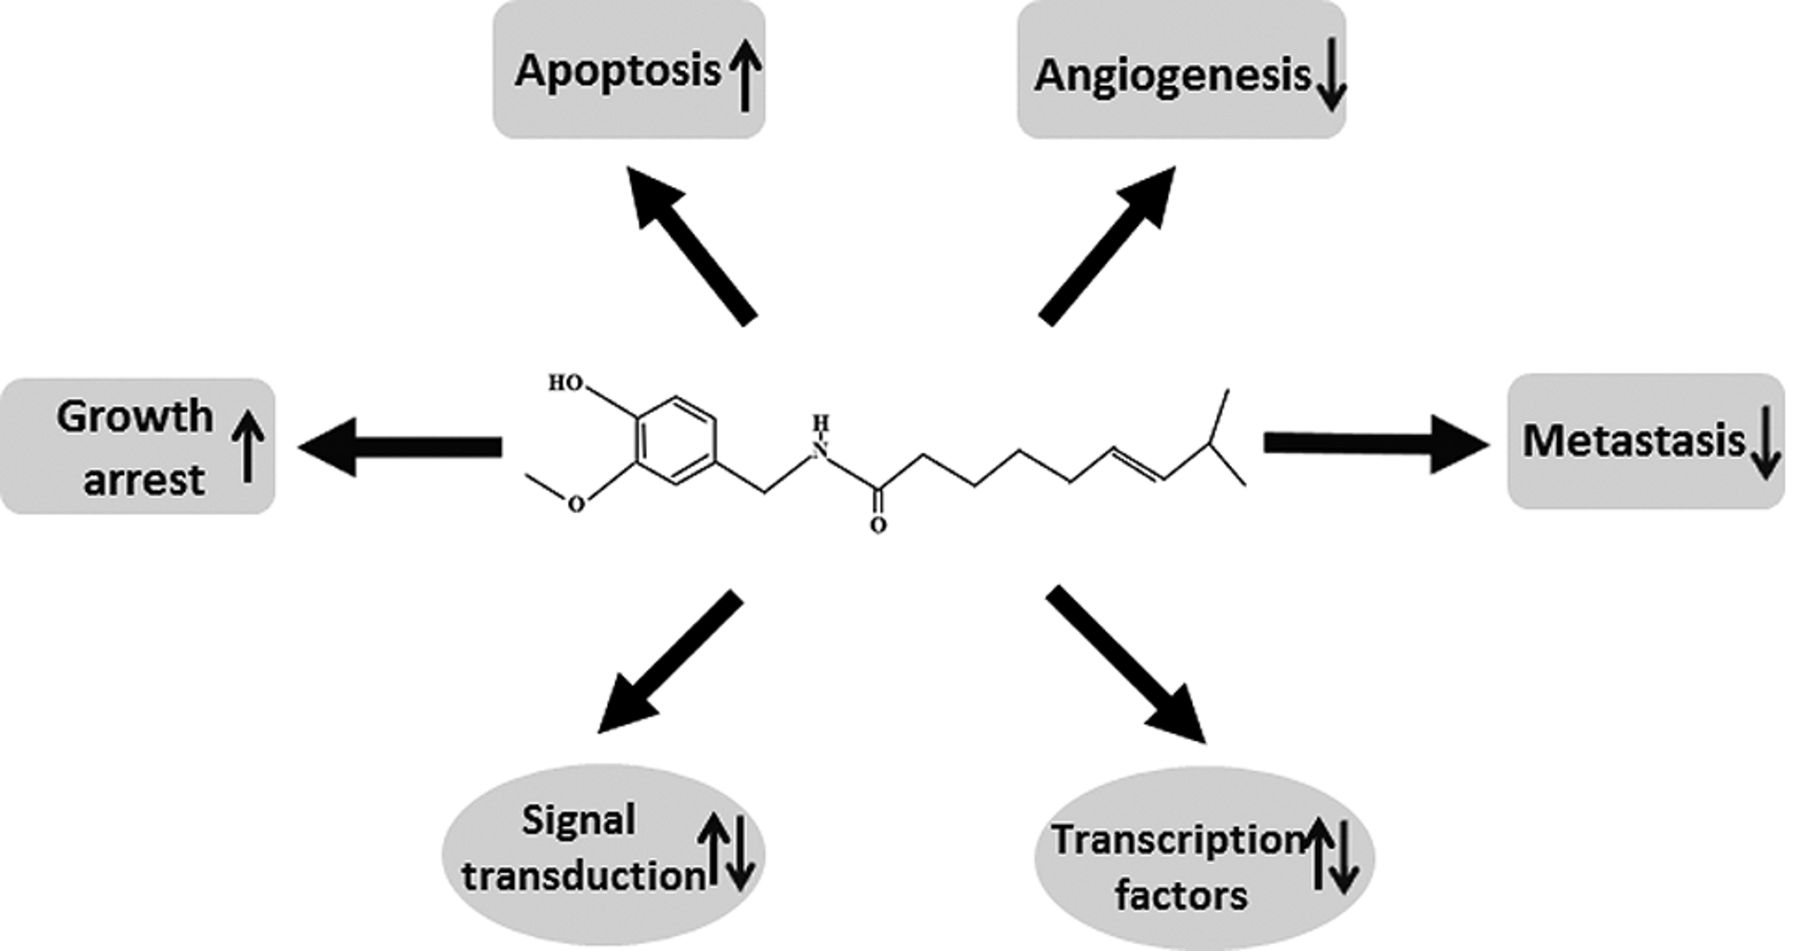 Apoptosis
Angiogenesis
Growth
arrest
HO
H
N
O
O
Metastasis
Signal
transduction
Transcription
factors